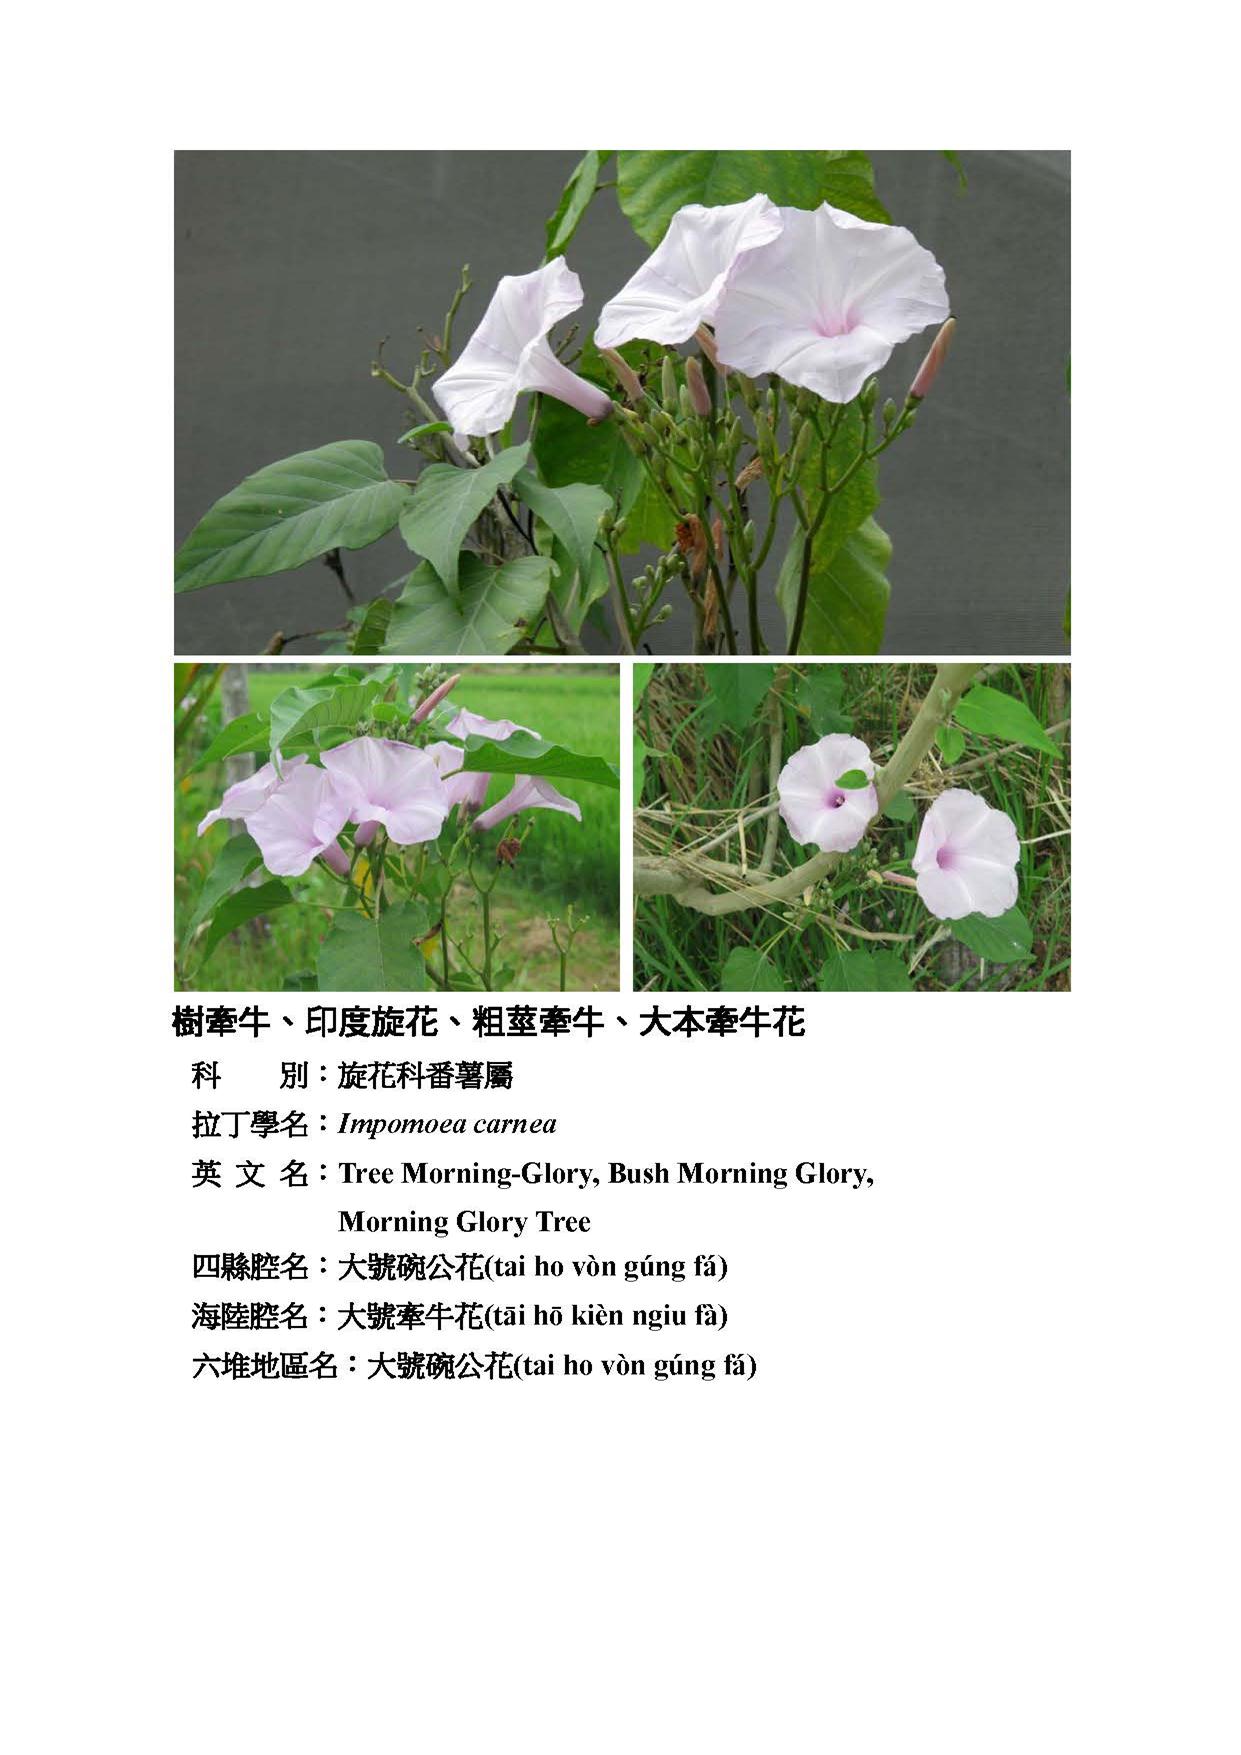 樹牽牛、印度旋花、粗莖牽牛、大本牽牛花
科　　別：旋花科番薯屬
拉丁學名：Impomoea carnea
英 文 名：Tree Morning-Glory, Bush Morning Glory,
Morning Glory Tree
四縣腔名：大號碗公花(tai ho vòn gúng fá)
海陸腔名：大號牽牛花(tāi hō kièn ngiu fà)
六堆地區名：大號碗公花(tai ho vòn gúng fá)